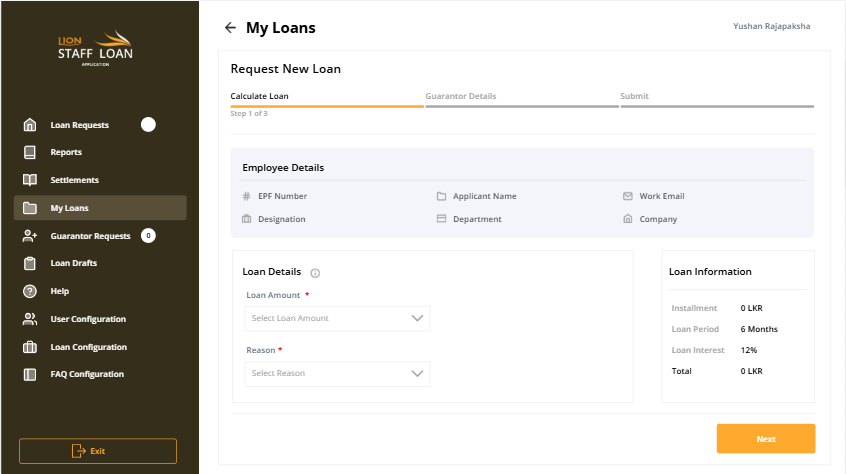 LION
STAFF LOAN
APPLICATION
Loan Requests
Reports
Settlements
My Loans
Guarantor Requests 0
Loan Drafts
Help
User Configuration
Loan Configuration
FAQ Configuration
Exit
My Loans
Yushan Rajapaksha
Request New Loan
Calculate Loan Guarantor Details Submit
Step 1 of 3
Employee Details
# EPF Number Applicant Name Work Email
Designation Department Company
Loan Details
Loan Amount *
Select Loan Amount
Reason *
Select Reason
Loan Information
Installment 0 LKR
Loan Period 6 Months
Loan Interest 12%
Total 0 LKR
Next